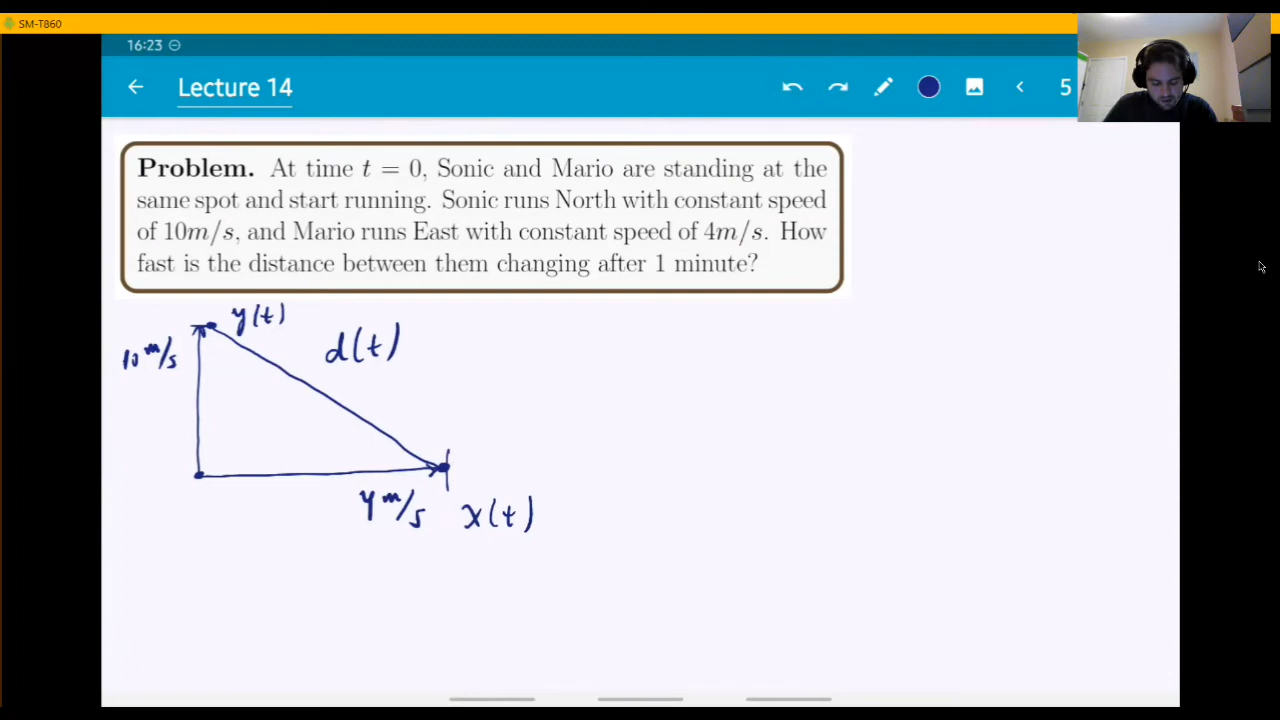 SM-T860
16:23
Lecture 14
5
Problem. At time t = 0, Sonic and Mario are standing at the
same spot and start running. Sonic runs North with constant speed
of 10m/s, and Mario runs East with constant speed of 4m/s. How
fast is the distance between them changing after 1 minute?
y(t)
10 m/s
d(t)
4 m/s
x(t)